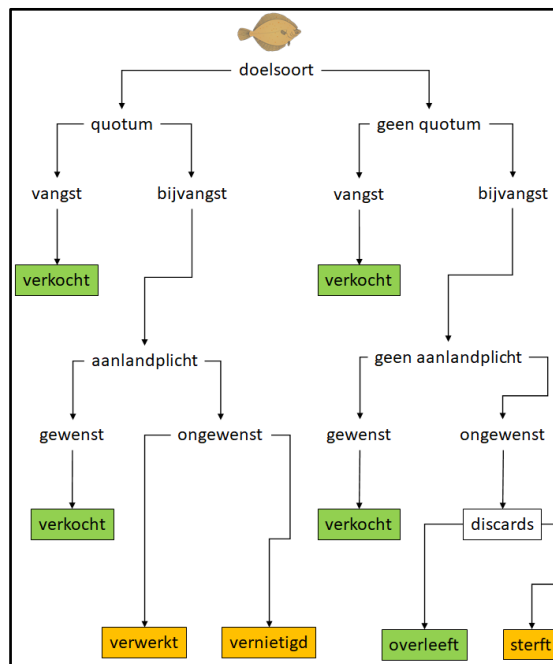 doelsoort
quotum
geen quotum
vangst
bijvangst
vangst
bijvangst
verkocht
verkocht
aanlandplicht
geen aanlandplicht
gewenst
ongewenst
gewenst
ongewenst
verkocht
verkocht
discards
verwerkt
vernietigd
overleeft
sterft